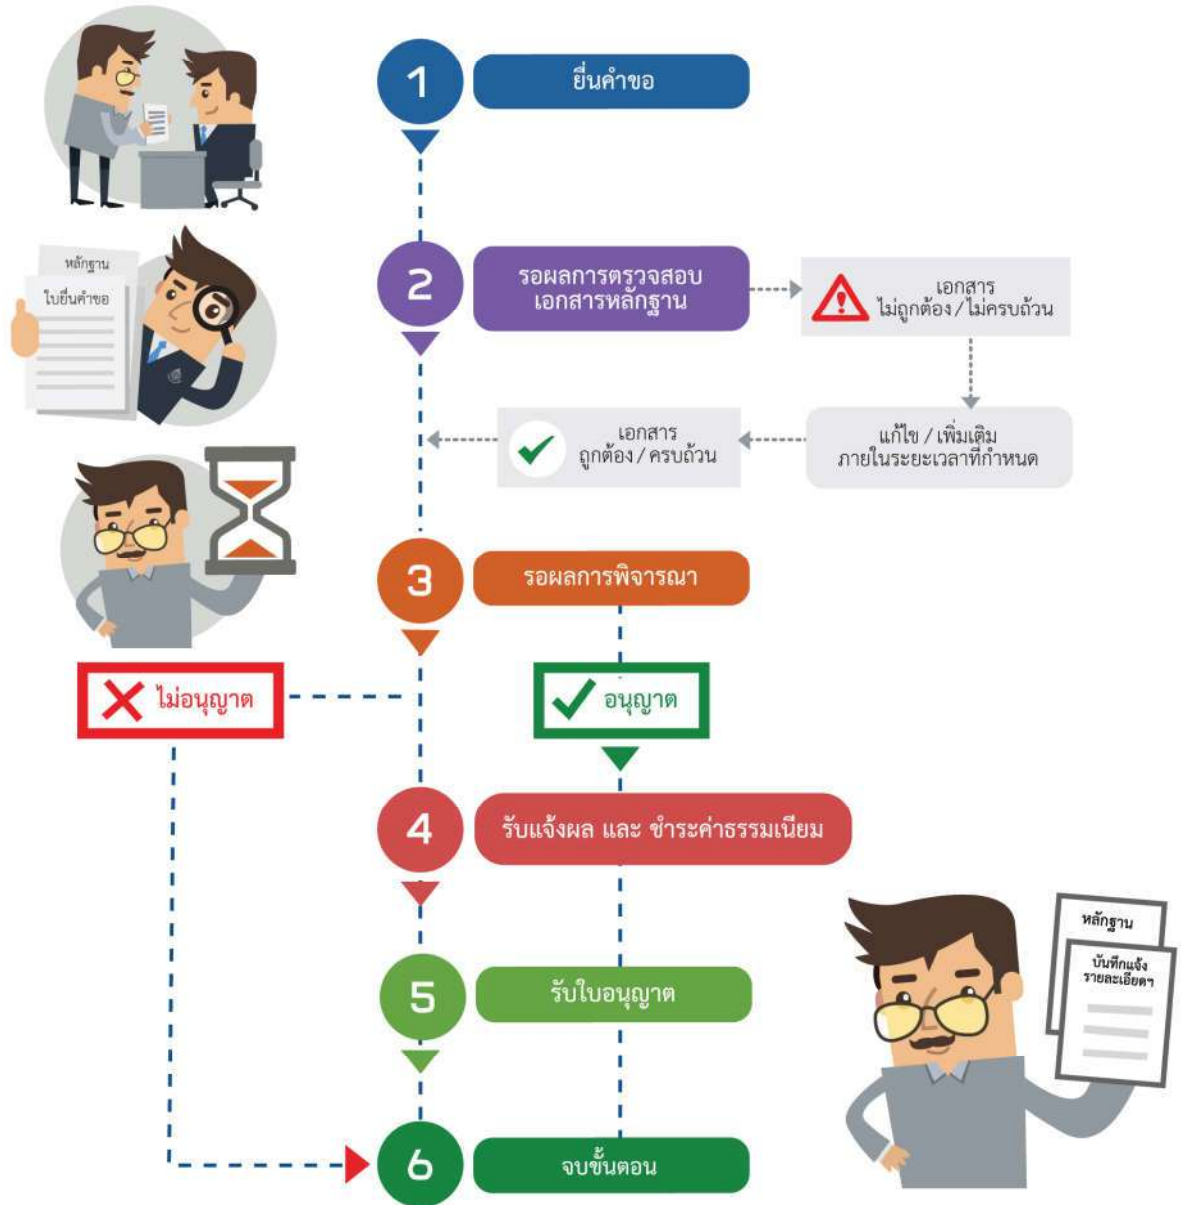 1
ยื่นคำขอ
หลักฐาน
ใบยื่นคำขอ
2
รอผลการตรวจสอบ
เอกสารหลักฐาน
เอกสาร
ไม่ถูกต้อง / ไม่ครบถ้วน
แก้ไข / เพิ่มเติม
ภายในระยะเวลาที่กำหนด
เอกสาร
ถูกต้อง / ครบถ้วน
3
รอผลการพิจารณา
ไม่อนุญาต
อนุญาต
4
รับแจ้งผล และ ชำระค่าธรรมเนียม
5
รับใบอนุญาต
หลักฐาน
บันทึกแจ้ง
รายละเอียดฯ
6
จบขั้นตอน